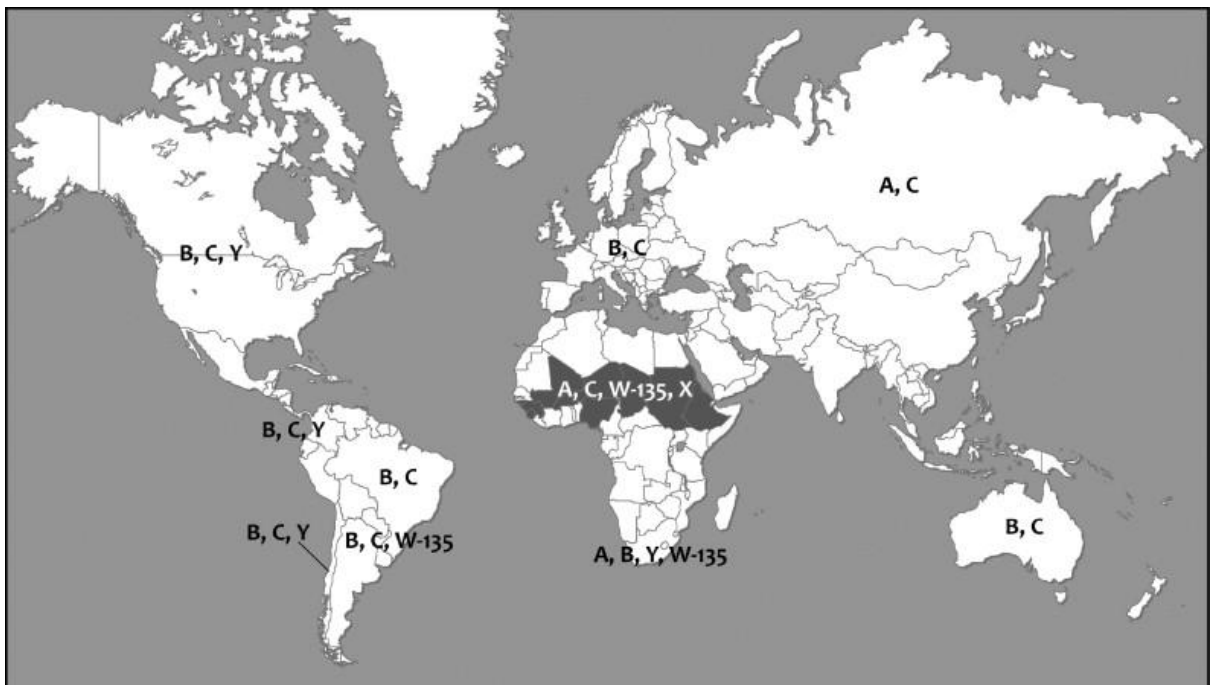 A, C
B, C
B, C, Y
A, C, W-135, X
B, C, Y
B, C
B, C, Y
B, C, W-135
A, B, Y, W-135
B, C